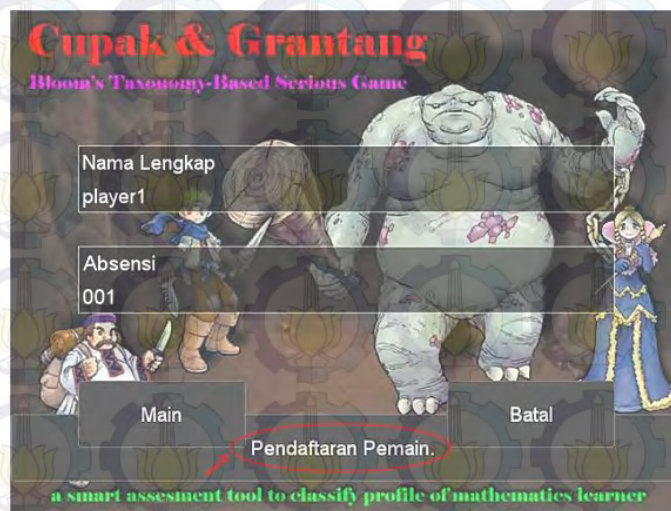 Cupak & Grantang
Bloom's Taxonomy-Based Serious Game
Nama Lengkap
player1
Absensi
001
Main
Batal
Pendaftaran Pemain.
a smart assesment tool to classify profile of mathematics learner